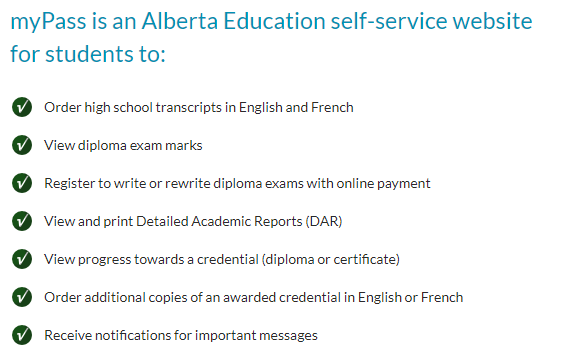 myPass is an Alberta Education self-service website
for students to:
Order high school transcripts in English and French
View diploma exam marks
Register to write or rewrite diploma exams with online payment
View and print Detailed Academic Reports (DAR)
View progress towards a credential (diploma or certificate)
Order additional copies of an awarded credential in English or French
Receive notifications for important messages